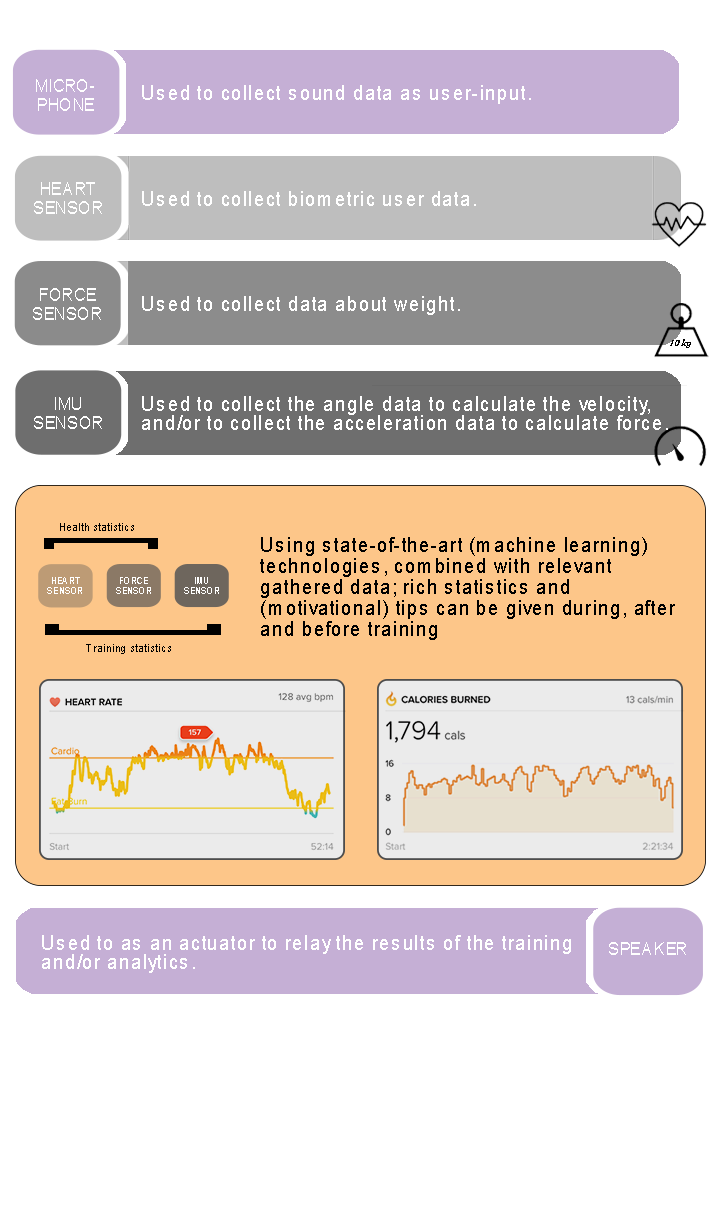 MICRO-
PHONE
Used to collect sound data as user-input.
HEART
SENSOR
Used to collect biometric user data.
FORCE
SENSOR
Used to collect data about weight.
10 kg
IMU
SENSOR
Used to collect the angle data to calculate the velocity,
and/or to collect the acceleration data to calculate force.
Health statistics
HEART
SENSOR
FORCE
SENSOR
IMU
SENSOR
Training statistics
Using state-of-the-art (machine learning)
technologies, combined with relevant
gathered data; rich statistics and
(motivational) tips can be given during, after
and before training
HEART RATE
128 avg bpm
157
Cardio
Fat Burn
Start
52:14
CALORIES BURNED
13 cals/min
1,794 cals
16
8
0
Start
2:21:34
Used to as an actuator to relay the results of the training
and/or analytics.
SPEAKER